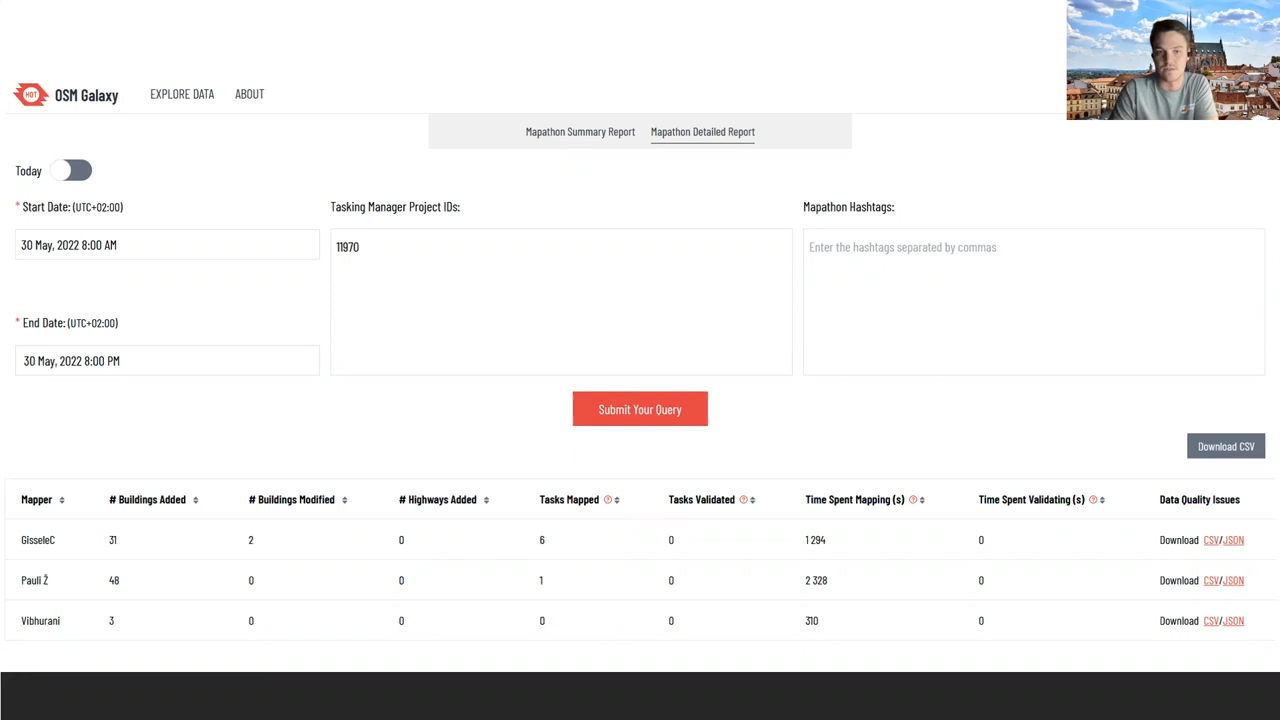 HOT OSM Galaxy EXPLORE DATA ABOUT
Mapathon Summary Report Mapathon Detailed Report
Today
* Start Date: (UTC+02:00) Tasking Manager Project IDs: Mapathon Hashtags:
30 May, 2022 8:00 AM 11970 Enter the hashtags separated by commas
* End Date: (UTC+02:00)
30 May, 2022 8:00 PM
Submit Your Query
Download CSV
Mapper # Buildings Added # Buildings Modified # Highways Added Tasks Mapped ? Tasks Validated ? Time Spent Mapping (s) ? Time Spent Validating (s) ? Data Quality Issues
GisseleC 31 2 0 6 0 1 294 0 Download CSV/JSON
Pauli Ž 48 0 0 1 0 2 328 0 Download CSV/JSON
Vibhurani 3 0 0 0 0 310 0 Download CSV/JSON